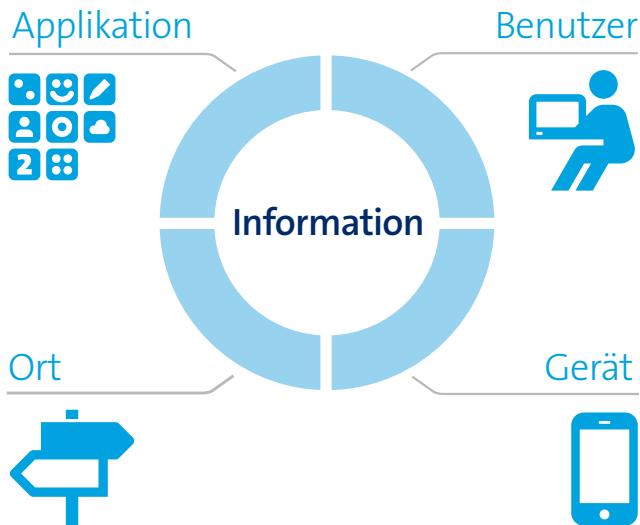 Applikation
Benutzer
2
Information
Ort
Gerät